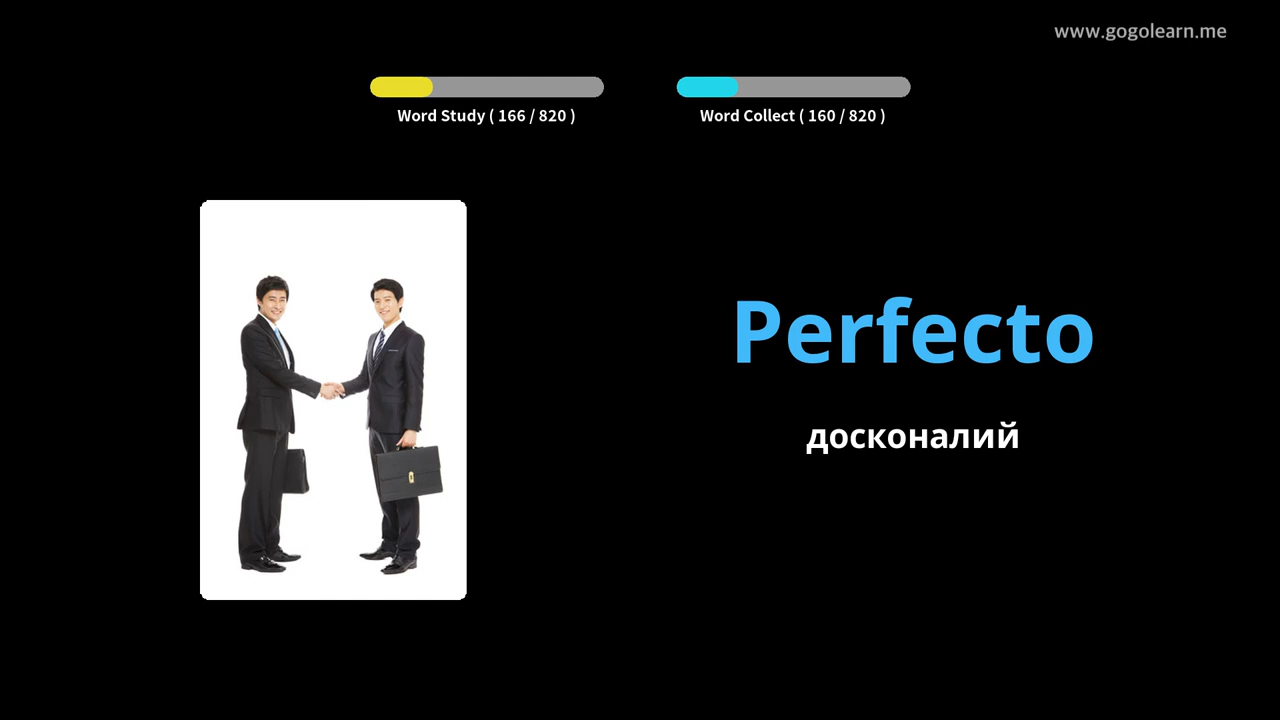 www.gogolearn.me
Word Study ( 166 / 820 )
Word Collect ( 160 / 820 )
Perfecto
досконалий